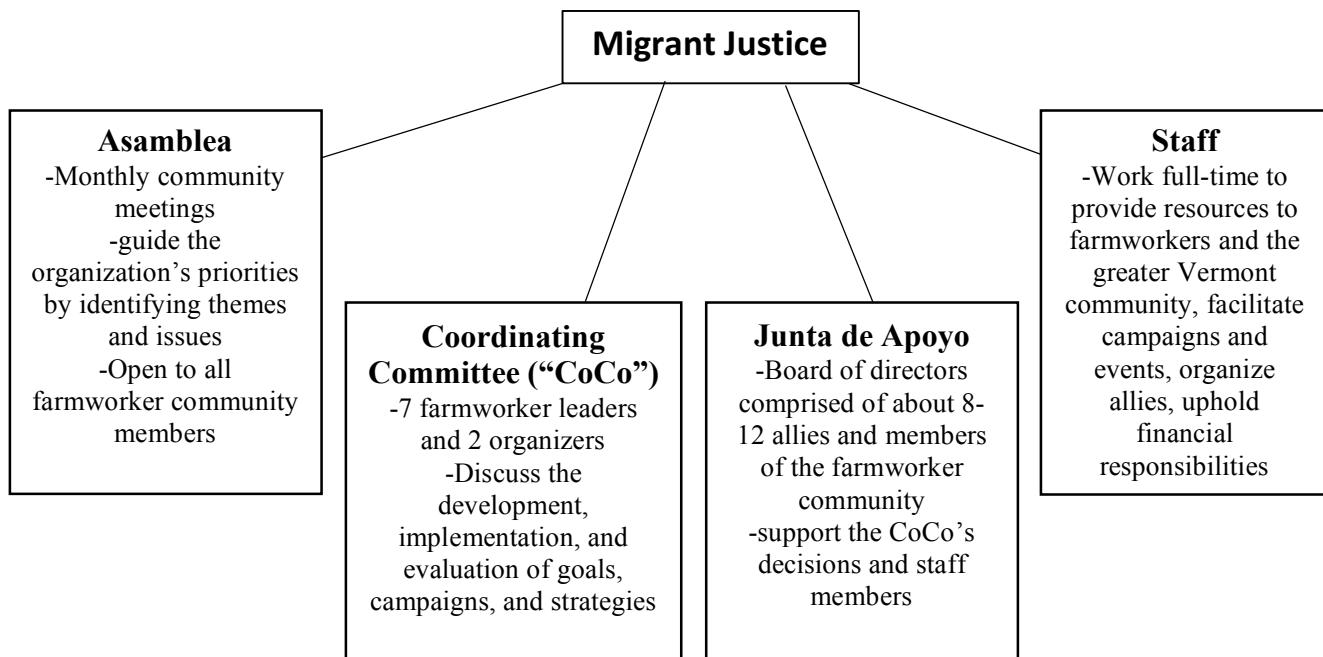 Migrant Justice
Asamblea
-Monthly community
meetings
-guide the
organization’s priorities
by identifying themes
and issues
-Open to all
farmworker community
members
Coordinating
Committee (“CoCo”)
-7 farmworker leaders
and 2 organizers
-Discuss the
development,
implementation, and
evaluation of goals,
campaigns, and strategies
Junta de Apoyo
-Board of directors
comprised of about 8-
12 allies and members
of the farmworker
community
-support the CoCo’s
decisions and staff
members
Staff
-Work full-time to
provide resources to
farmworkers and the
greater Vermont
community, facilitate
campaigns and
events, organize
allies, uphold
financial
responsibilities